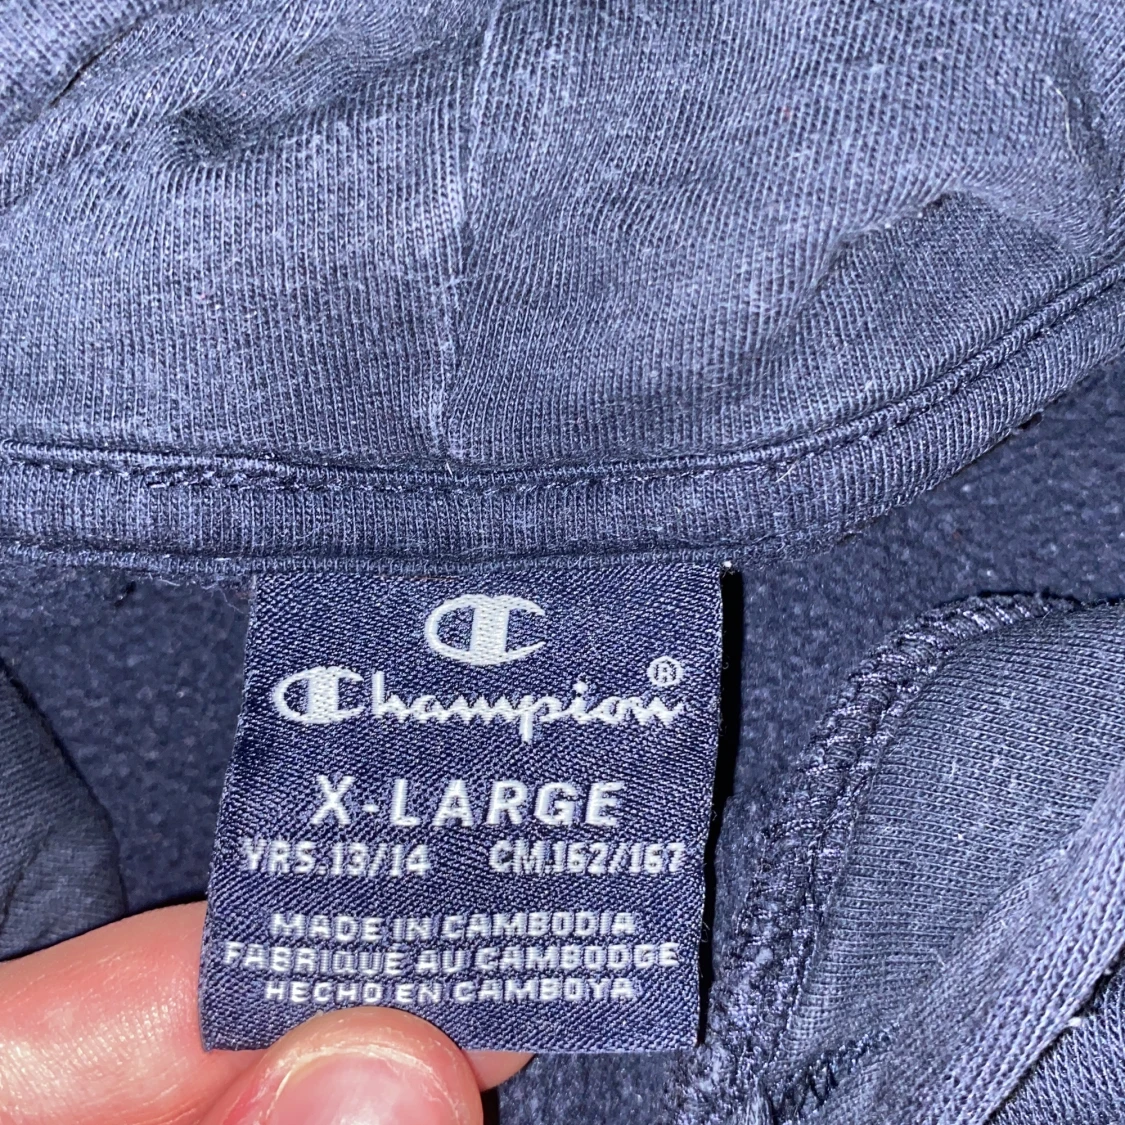 C
Champion®
X-LARGE
YRS.13/14 CM.162/167
MADE IN CAMBODIA
FABRIQUÉ AU CAMBODGE
HECHO EN CAMBOYA